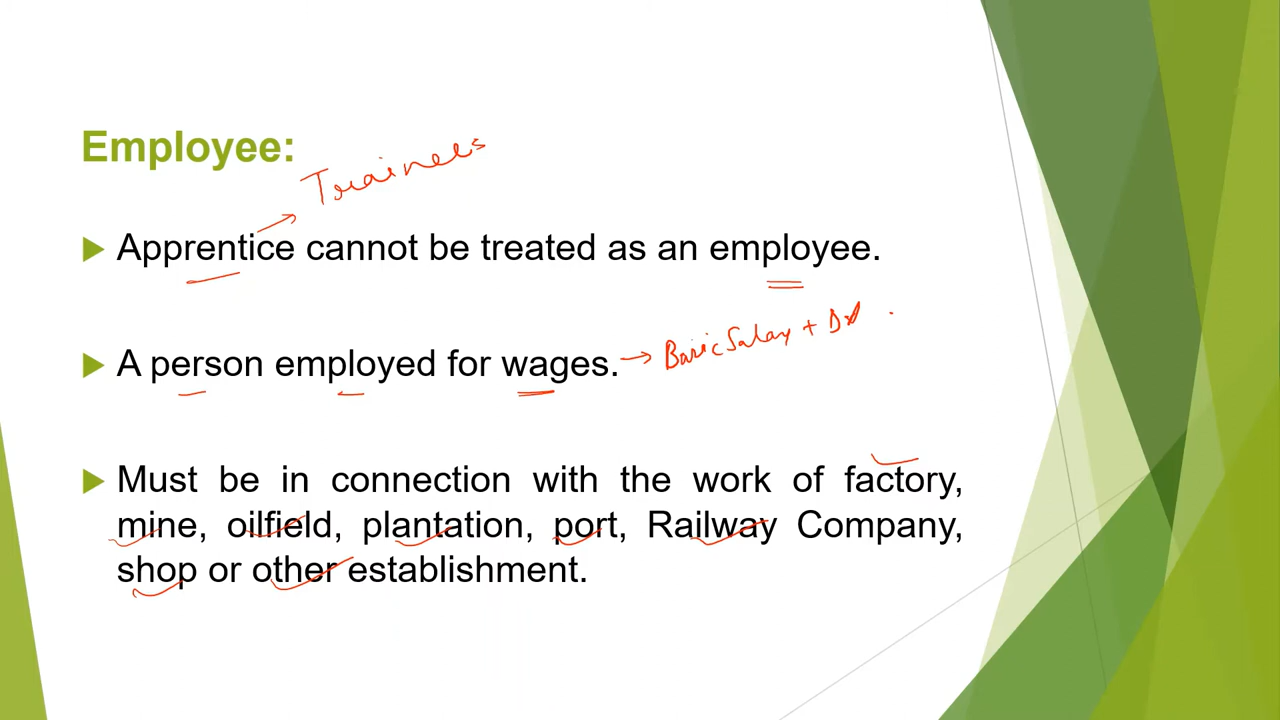 Employee:
Trainees
Apprentice cannot be treated as an employee.
Basic Salary + DA
A person employed for wages.
Must be in connection with the work of factory,
mine, oilfield, plantation, port, Railway Company,
shop or other establishment.